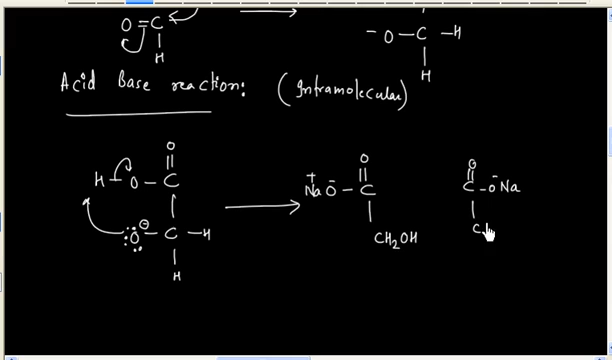 O = C
H
- O - C - H
H
Acid Base reaction: (Intramolecular)
O
H - O - C
O - C - H
H
O
Na+ O- - C
CH2OH
O
C - O- Na
C